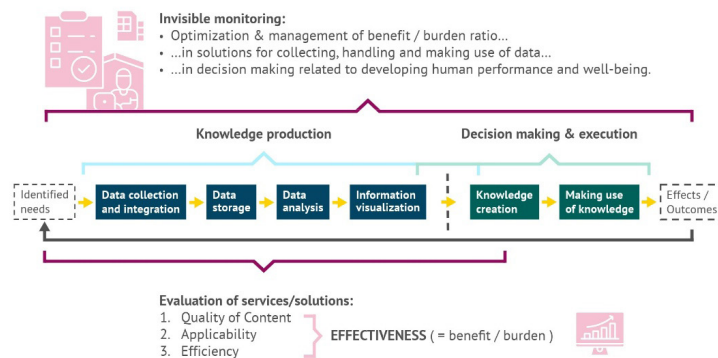 Invisible monitoring:
• Optimization & management of benefit / burden ratio...
• ...in solutions for collecting, handling and making use of data...
• ...in decision making related to developing human performance and well-being.
Knowledge production
Decision making & execution
Identified
needs
Data collection
and integration
Data
storage
Data
analysis
Information
visualization
Knowledge
creation
Making use
of knowledge
Effects /
Outcomes
Evaluation of services/solutions:
1. Quality of Content
2. Applicability
3. Efficiency
EFFECTIVENESS ( = benefit / burden )